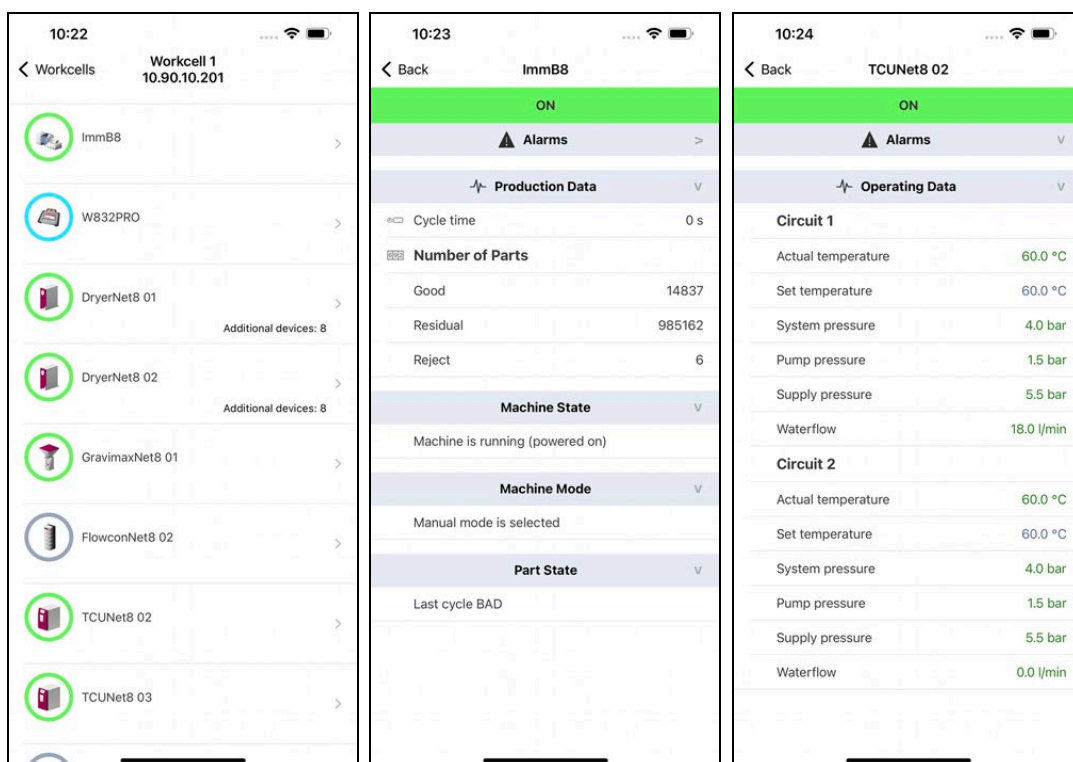 10:22
Workcells
Workcell 1
10.90.10.201
ImmB8
W832PRO
DryerNet8 01
Additional devices: 8
DryerNet8 02
Additional devices: 8
GravimaxNet8 01
FlowconNet8 02
TCUNet8 02
TCUNet8 03
10:23
Back ImmB8
ON
Alarms >
Production Data v
Cycle time 0 s
Number of Parts
Good 14837
Residual 985162
Reject 6
Machine State v
Machine is running (powered on)
Machine Mode v
Manual mode is selected
Part State v
Last cycle BAD
10:24
Back TCUNet8 02
ON
Alarms v
Operating Data v
Circuit 1
Actual temperature 60.0 °C
Set temperature 60.0 °C
System pressure 4.0 bar
Pump pressure 1.5 bar
Supply pressure 5.5 bar
Waterflow 18.0 l/min
Circuit 2
Actual temperature 60.0 °C
Set temperature 60.0 °C
System pressure 4.0 bar
Pump pressure 1.5 bar
Supply pressure 5.5 bar
Waterflow 0.0 l/min